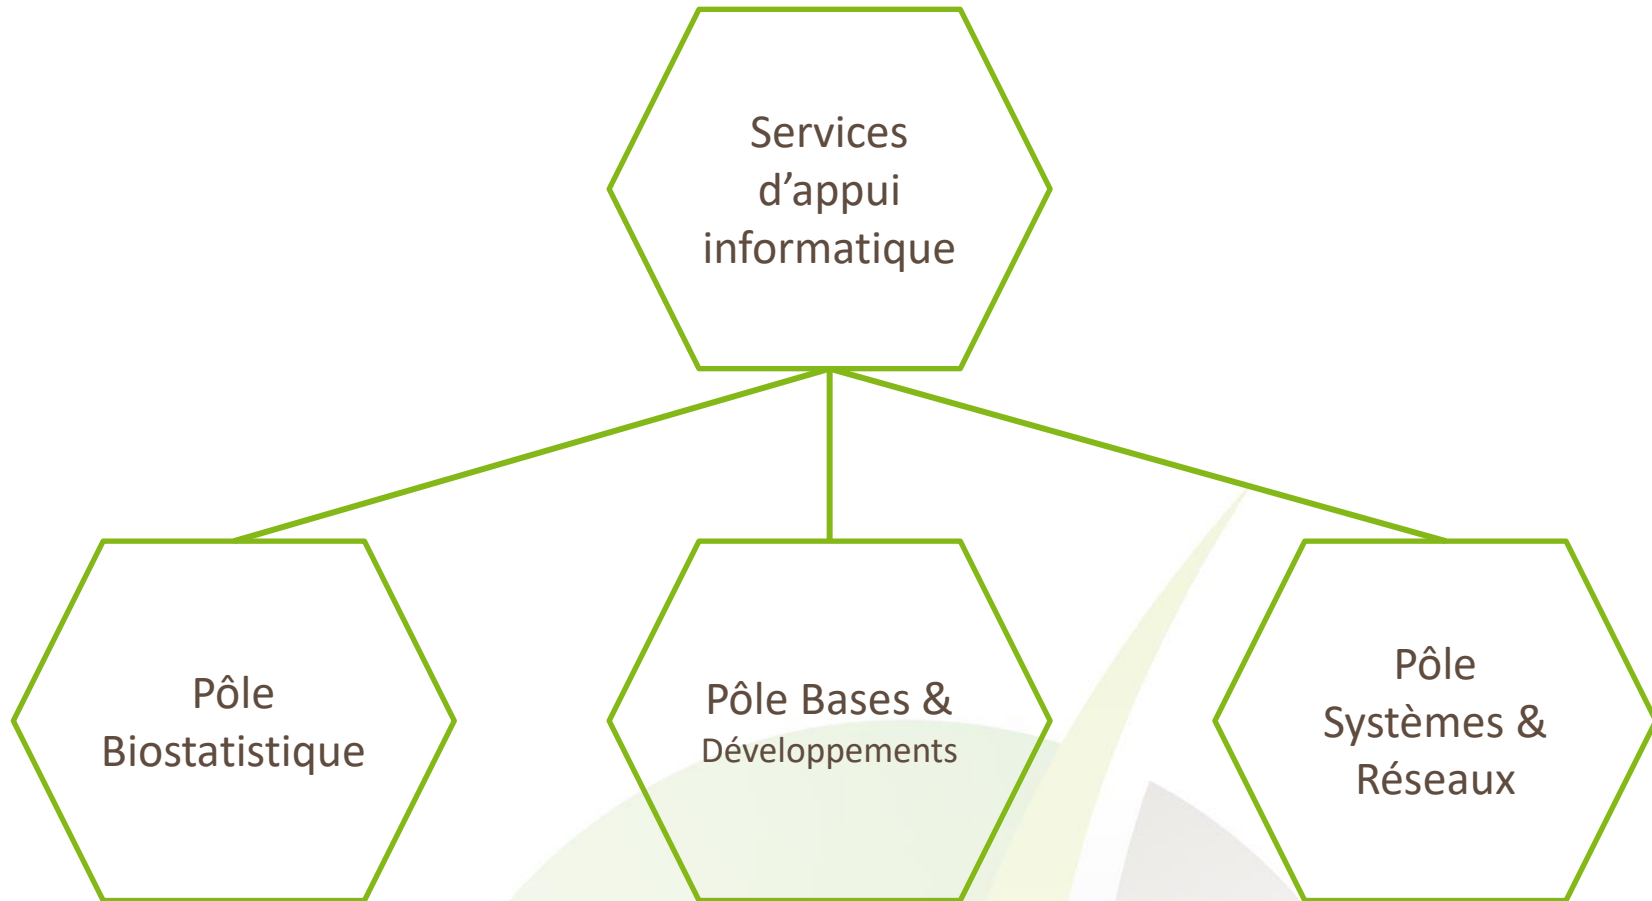 Services
d’appui
informatique
Pôle
Biostatistique
Pôle Bases &
Développements
Pôle
Systèmes &
Réseaux